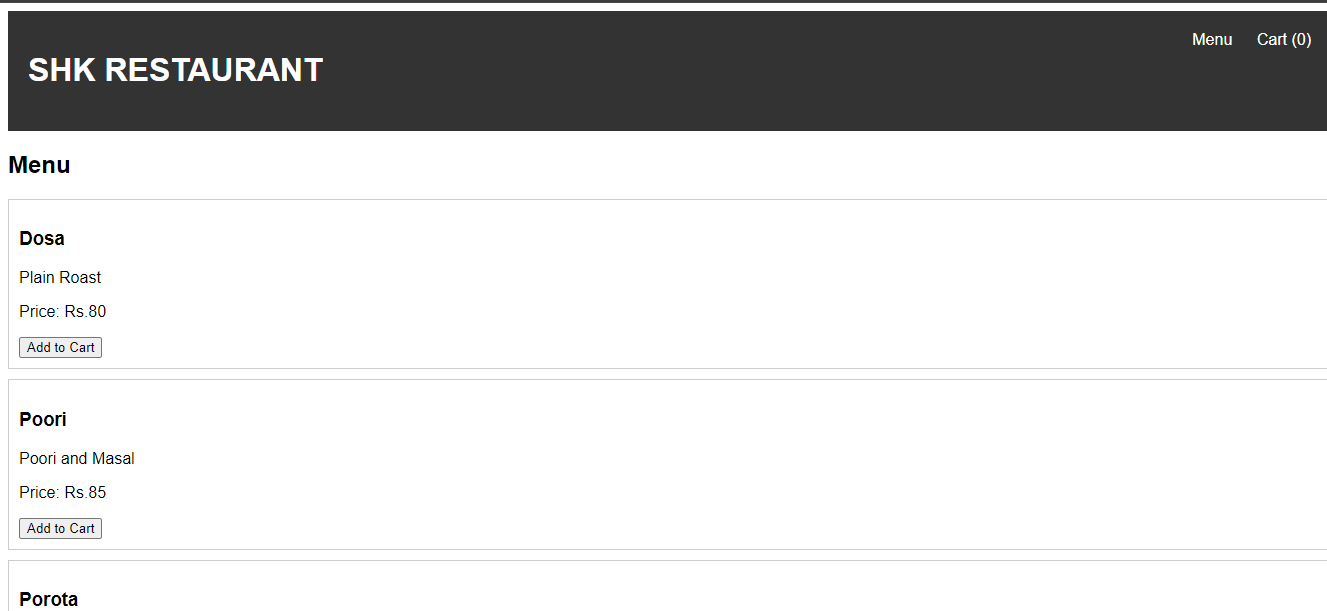 SHK RESTAURANT
Menu Cart (0)
Menu
Dosa
Plain Roast
Price: Rs.80
Add to Cart
Poori
Poori and Masal
Price: Rs.85
Add to Cart
Porota